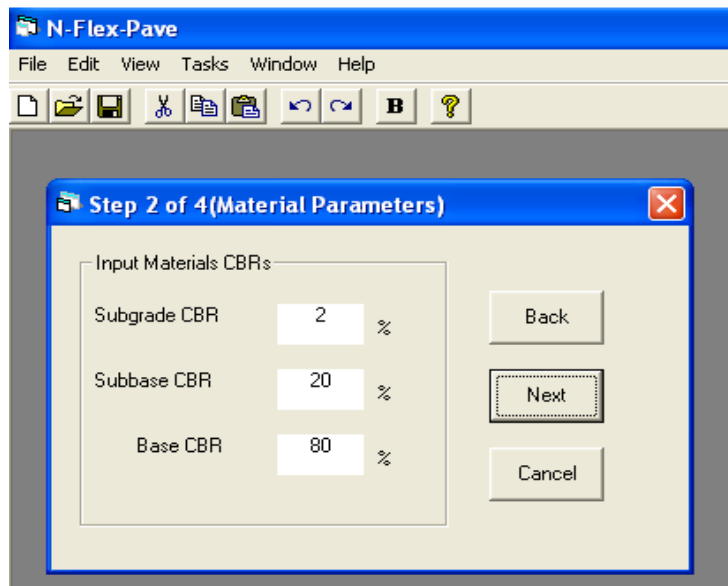 N-Flex-Pave
File Edit View Tasks Window Help
B ?
Step 2 of 4(Material Parameters)
Input Materials CBRs
Subgrade CBR 2 %
Back
Subbase CBR 20 %
Next
Base CBR 80 %
Cancel